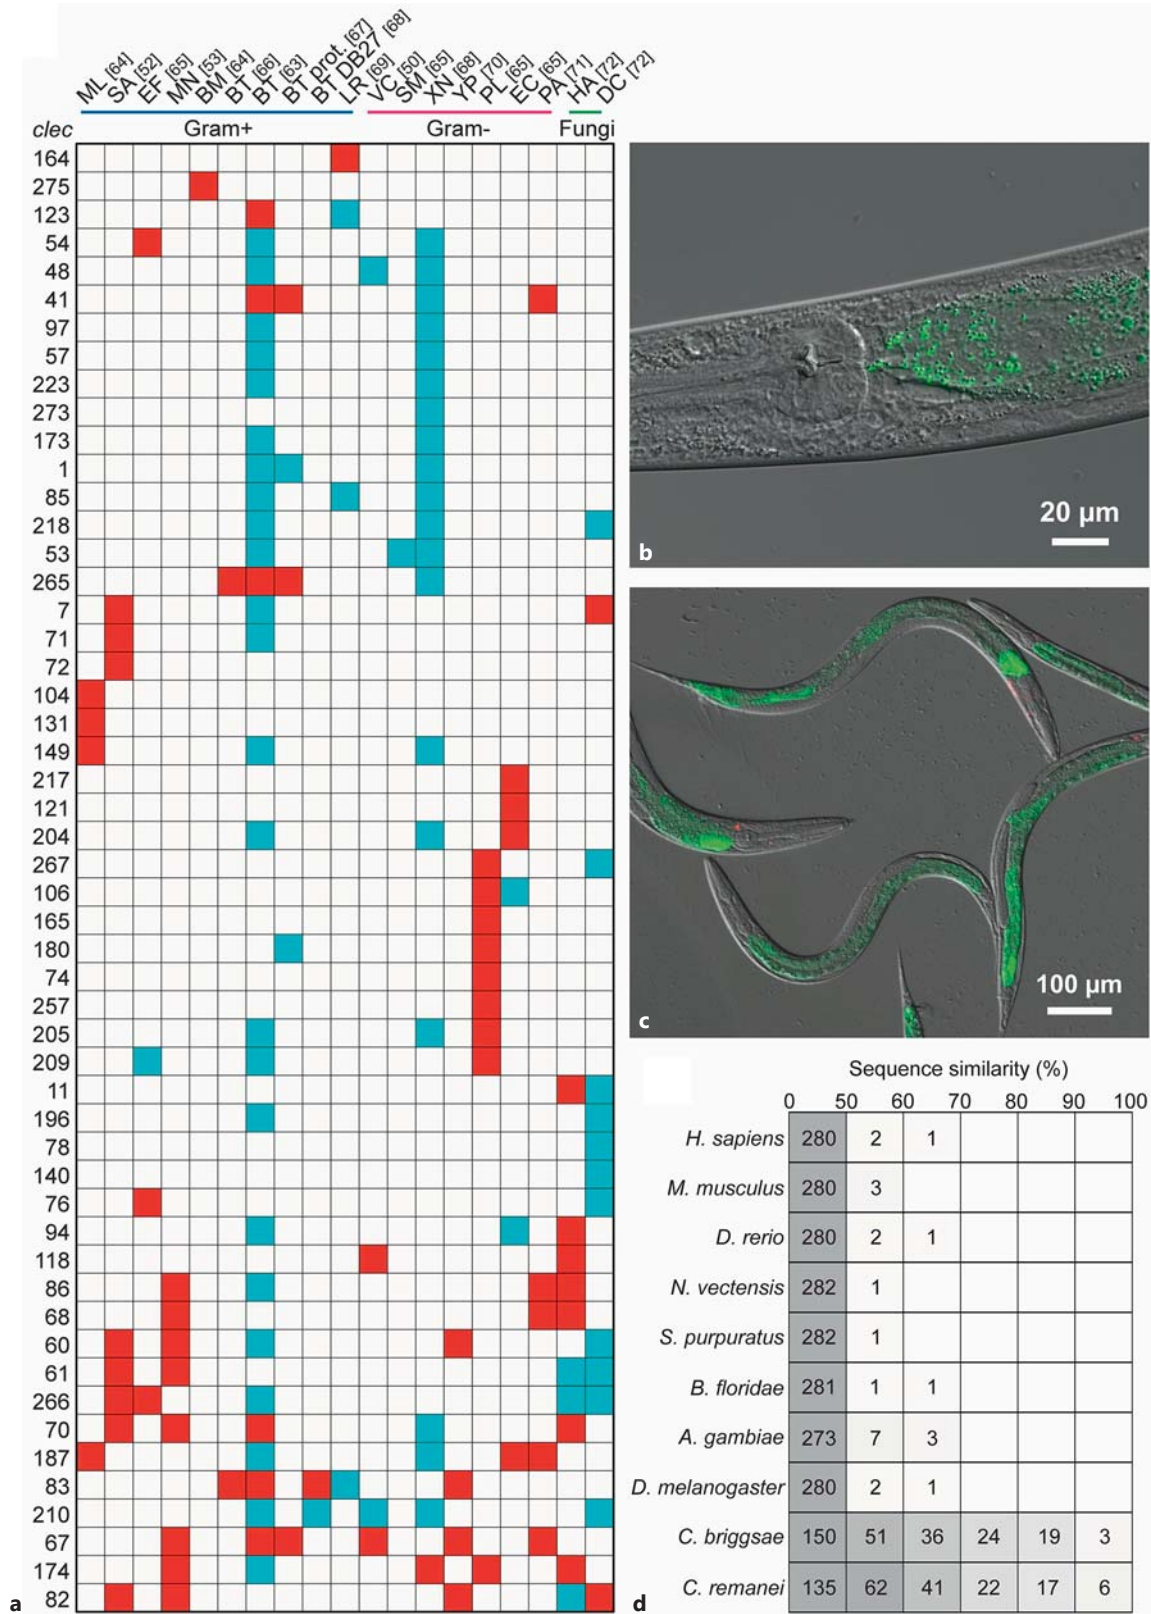 ML [64]
SA [52]
EF [65]
MN [53]
BM [64]
BT [66]
BT [63]
BT prot. [67]
BT DB27 [68]
LR [69]
VC [50]
SM [65]
XN [68]
YP [70]
PL [65]
EC [65]
PA [71]
HA [72]
DC [72]
clec Gram+ Gram- Fungi
164
275
123
54
48
41
97
57
223
273
173
1
85
218
53
265
7
71
72
104
131
149
217
121
204
267
106
165
180
74
257
205
209
11
196
78
140
76
94
118
86
68
60
61
266
70
187
83
210
67
174
82
a
20 µm
b
100 µm
c
Sequence similarity (%)
0 50 60 70 80 90 100
H. sapiens 280 2 1
M. musculus 280 3
D. rerio 280 2 1
N. vectensis 282 1
S. purpuratus 282 1
B. floridae 281 1 1
A. gambiae 273 7 3
D. melanogaster 280 2 1
C. briggsae 150 51 36 24 19 3
C. remanei 135 62 41 22 17 6
d